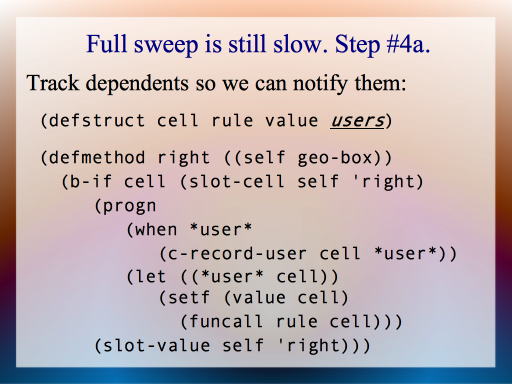 Full sweep is still slow. Step #4a.
Track dependents so we can notify them:
(defstruct cell rule value users)
(defmethod right ((self geo-box))
(b-if cell (slot-cell self 'right)
(progn
(when *user*
(c-record-user cell *user*))
(let ((*user* cell))
(setf (value cell)
(funcall rule cell)))
(slot-value self 'right)))